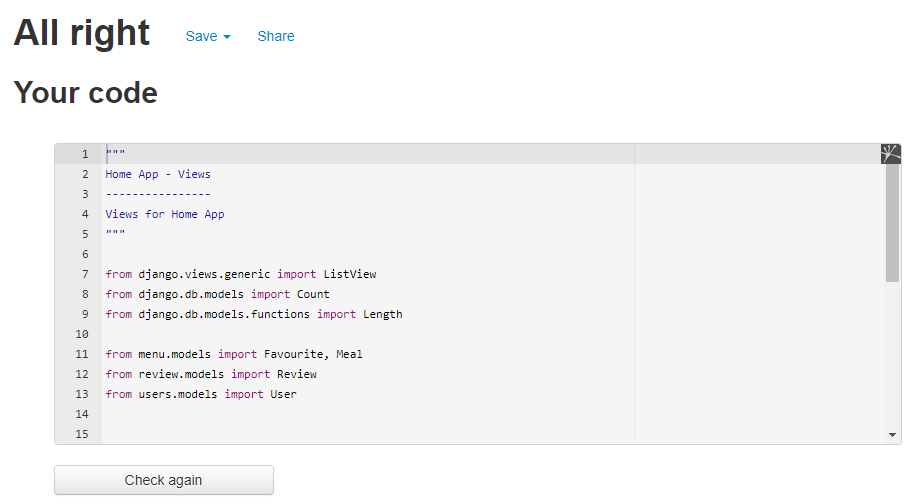 All right Save Share
Your code
1 """
2 Home App - Views
3 ----------------
4 Views for Home App
5 """
6
7 from django.views.generic import ListView
8 from django.db.models import Count
9 from django.db.models.functions import Length
10
11 from menu.models import Favourite, Meal
12 from review.models import Review
13 from users.models import User
14
15
Check again